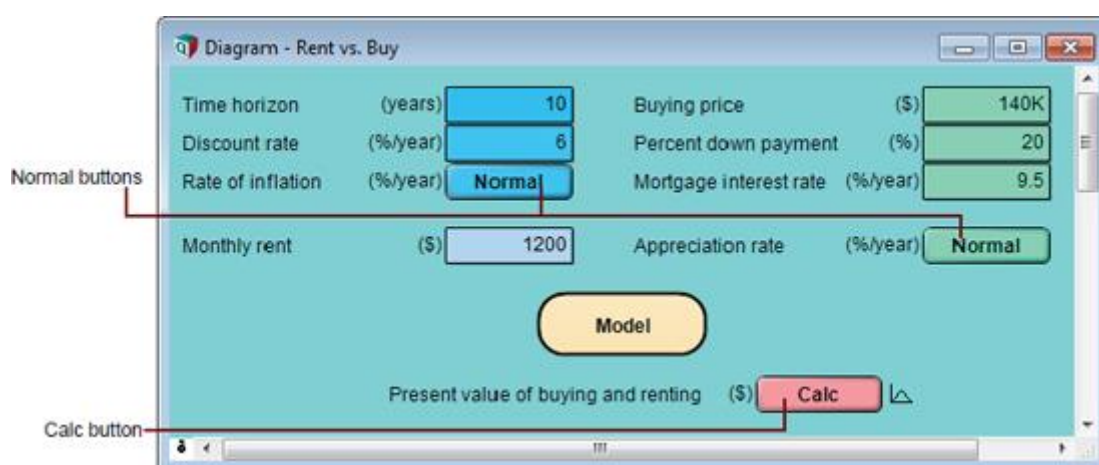 Diagram - Rent vs. Buy
Time horizon (years) 10 Buying price ($) 140K
Discount rate (%/year) 6 Percent down payment (%) 20
Normal buttons
Rate of inflation (%/year) Normal Mortgage interest rate (%/year) 9.5
Monthly rent ($) 1200 Appreciation rate (%/year) Normal
Model
Present value of buying and renting ($) Calc
Calc button